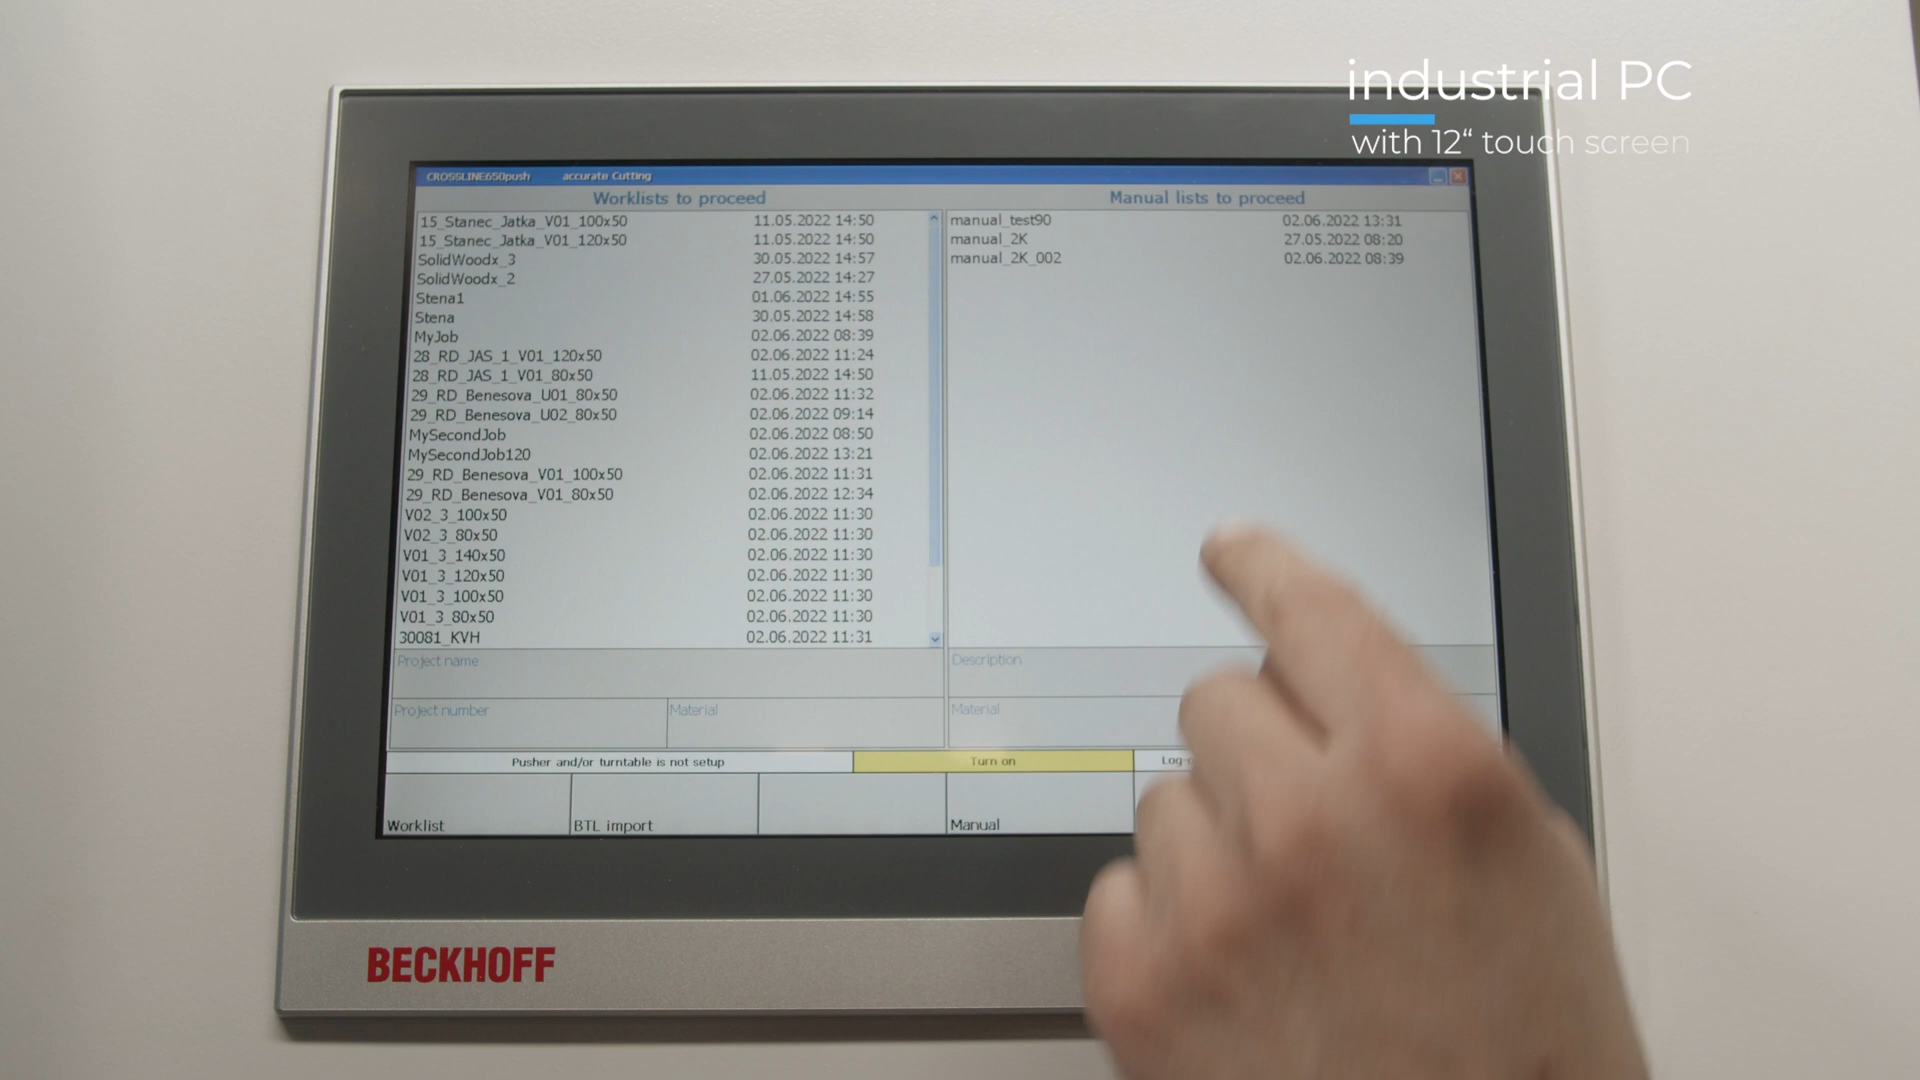 industrial PC
with 12“ touch screen
CROSSLINE650push accurate Cutting
Worklists to proceed
15_Stanec_Jatka_V01_100x50 11.05.2022 14:50
15_Stanec_Jatka_V01_120x50 11.05.2022 14:50
SolidWoodx_3 30.05.2022 14:57
SolidWoodx_2 27.05.2022 14:27
Stena1 01.06.2022 14:55
Stena 30.05.2022 14:58
MyJob 02.06.2022 08:39
28_RD_JAS_1_V01_120x50 02.06.2022 11:24
28_RD_JAS_1_V01_80x50 11.05.2022 14:50
29_RD_Benesova_U01_80x50 02.06.2022 11:32
29_RD_Benesova_U02_80x50 02.06.2022 09:14
MySecondJob 02.06.2022 08:50
MySecondJob120 02.06.2022 13:21
29_RD_Benesova_V01_100x50 02.06.2022 11:31
29_RD_Benesova_V01_80x50 02.06.2022 12:34
V02_3_100x50 02.06.2022 11:30
V02_3_80x50 02.06.2022 11:30
V01_3_140x50 02.06.2022 11:30
V01_3_120x50 02.06.2022 11:30
V01_3_100x50 02.06.2022 11:30
V01_3_80x50 02.06.2022 11:30
30081_KVH 02.06.2022 11:31
Manual lists to proceed
manual_test90 02.06.2022 13:31
manual_2K 27.05.2022 08:20
manual_2K_002 02.06.2022 08:39
Project name
Project number Material
Description
Material
Pusher and/or turntable is not setup Turn on
Worklist BTL import Manual
BECKHOFF